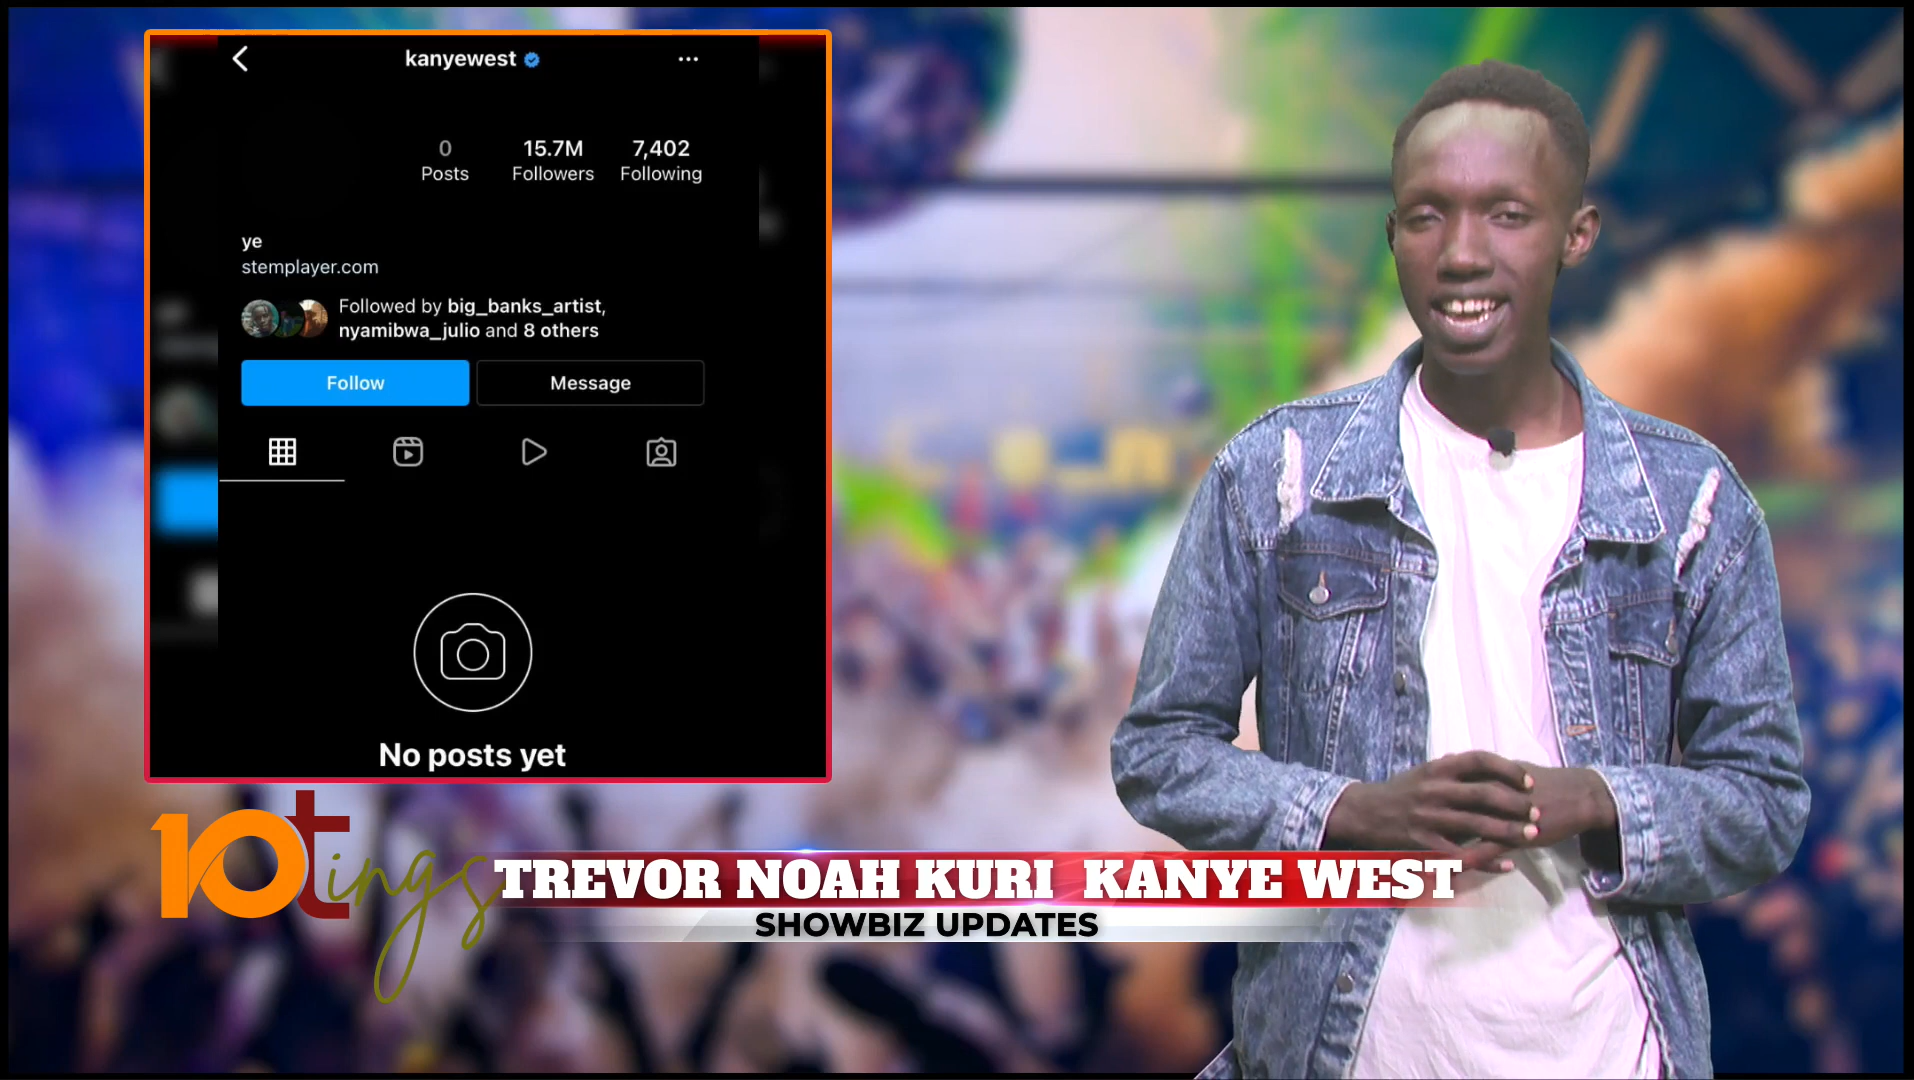 kanyewest
0
Posts
15.7M
Followers
7,402
Following
ye
stemplayer.com
Followed by big_banks_artist,
nyamibwa_julio and 8 others
Follow
Message
No posts yet
10tings
TREVOR NOAH KURI KANYE WEST
SHOWBIZ UPDATES